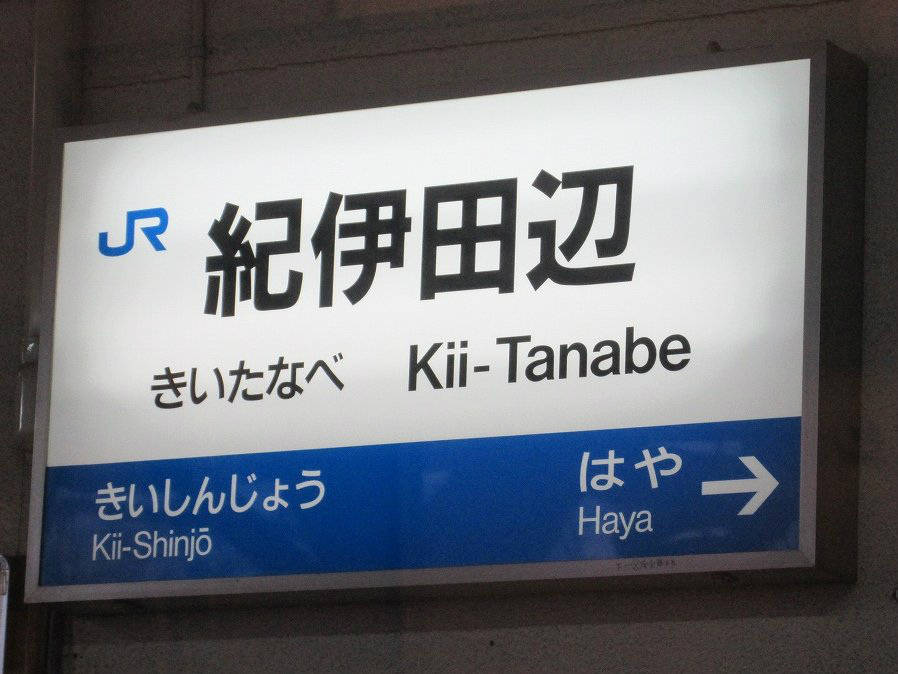 JR 紀伊田辺
きいたなべ Kii-Tanabe
きいしんじょう
Kii-Shinjō
はや →
Haya